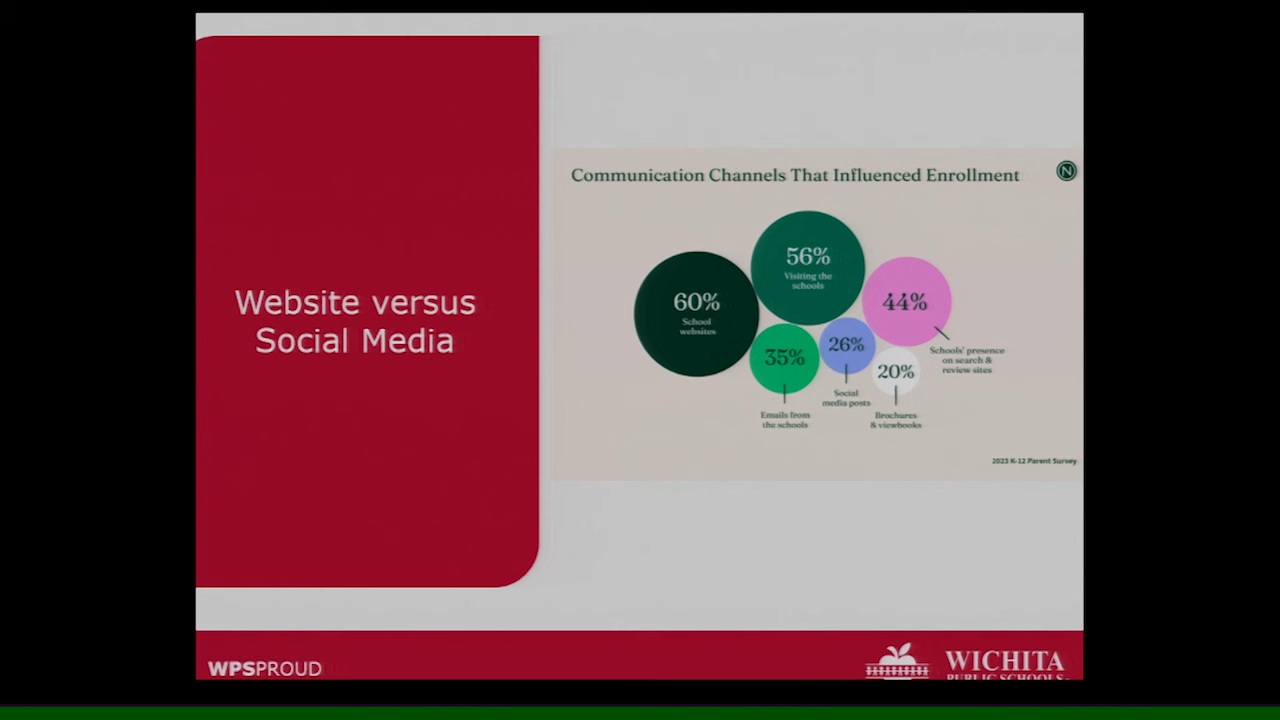 Website versus
Social Media
Communication Channels That Influenced Enrollment
N
60%
School
websites
56%
Visiting the
schools
44%
Schools' presence
on search &
review sites
35%
Emails from
the schools
26%
Social
media posts
20%
Brochures
& viewbooks
2023 K-12 Parent Survey
WPSPROUD
WICHITA
PUBLIC SCHOOLS